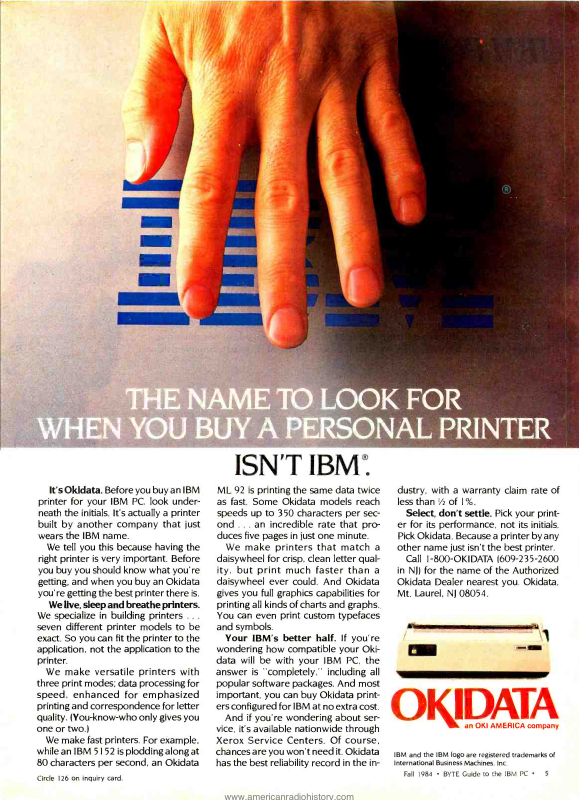 IBM
®
THE NAME TO LOOK FOR
WHEN YOU BUY A PERSONAL PRINTER
ISN'T IBM®.
It's Okidata. Before you buy an IBM
printer for your IBM PC, look under-
neath the initials. It's actually a printer
built by another company that just
wears the IBM name.
We tell you this because having the
right printer is very important. Before
you buy you should know what you're
getting, and when you buy an Okidata
you're getting the best printer there is.
We live, sleep and breathe printers.
We specialize in building printers . . .
seven different printer models to be
exact. So you can fit the printer to the
application, not the application to the
printer.
We make versatile printers with
three print modes; data processing for
speed, enhanced for emphasized
printing and correspondence for letter
quality. (You-know-who only gives you
one or two.)
We make fast printers. For example,
while an IBM 5152 is plodding along at
80 characters per second, an Okidata
ML 92 is printing the same data twice
as fast. Some Okidata models reach
speeds up to 350 characters per sec-
ond . . . an incredible rate that pro-
duces five pages in just one minute.
We make printers that match a
daisywheel for crisp, clean letter qual-
ity, but print much faster than a
daisywheel ever could. And Okidata
gives you full graphics capabilities for
printing all kinds of charts and graphs.
You can even print custom typefaces
and symbols.
Your IBM's better half. If you're
wondering how compatible your Oki-
data will be with your IBM PC, the
answer is "completely," including all
popular software packages. And most
important, you can buy Okidata print-
ers configured for IBM at no extra cost.
And if you're wondering about ser-
vice, it's available nationwide through
Xerox Service Centers. Of course,
chances are you won't need it. Okidata
has the best reliability record in the in-
dustry, with a warranty claim rate of
less than ½ of 1%.
Select, don't settle. Pick your print-
er for its performance, not its initials.
Pick Okidata. Because a printer by any
other name just isn't the best printer.
Call 1-800-OKIDATA (609-235-2600
in NJ) for the name of the Authorized
Okidata Dealer nearest you. Okidata,
Mt. Laurel, NJ 08054.
OKIDATA
an OKI AMERICA company
IBM and the IBM logo are registered trademarks of
International Business Machines, Inc.
Circle 126 on inquiry card.
Fall 1984 • BYTE Guide to the IBM PC • 5
www.americanradiohistory.com